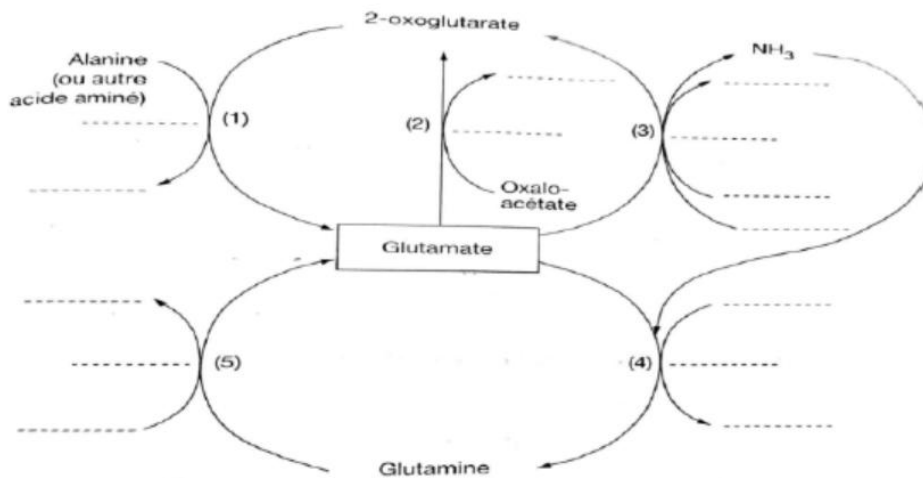 2-oxoglutarate
Alanine
(ou autre
acide aminé)
NH3
(1)
(2)
(3)
Oxalo-
acétate
Glutamate
(5)
(4)
Glutamine